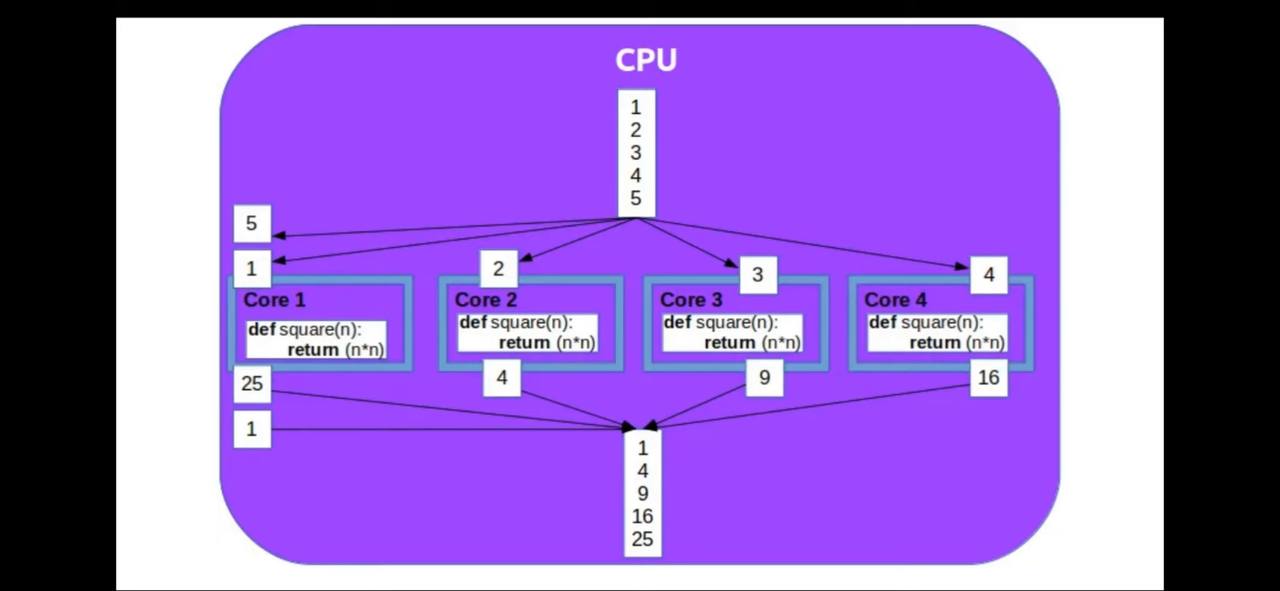 CPU
1
2
3
4
5
5
1
2
3
4
Core 1
def square(n):
return (n*n)
Core 2
def square(n):
return (n*n)
Core 3
def square(n):
return (n*n)
Core 4
def square(n):
return (n*n)
25
4
9
16
1
1
4
9
16
25